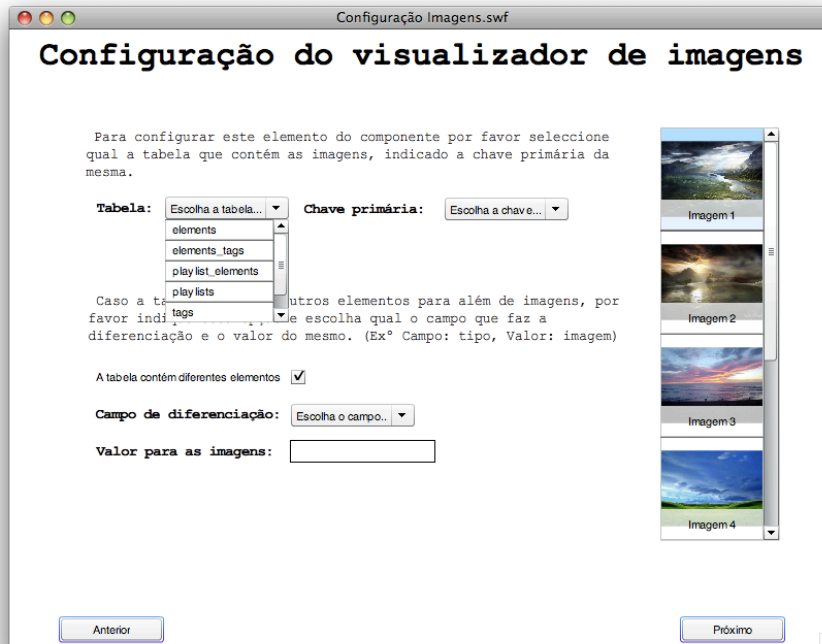 Configuração Imagens.swf
Configuração do visualizador de imagens
Para configurar este elemento do componente por favor seleccione
qual a tabela que contém as imagens, indicado a chave primária da
mesma.
Tabela: Escolha a tabela... Chave primária: Escolha a chave...
elements
elements_tags
playlist_elements
playlists
tags
Caso a utros elementos para além de imagens, por
favor escolha qual o campo que faz a
diferenciação e o valor do mesmo. (Exº Campo: tipo, Valor: imagem)
A tabela contém diferentes elementos
Campo de diferenciação: Escolha o campo..
Valor para as imagens:
Imagem 1
Imagem 2
Imagem 3
Imagem 4
Anterior
Próximo